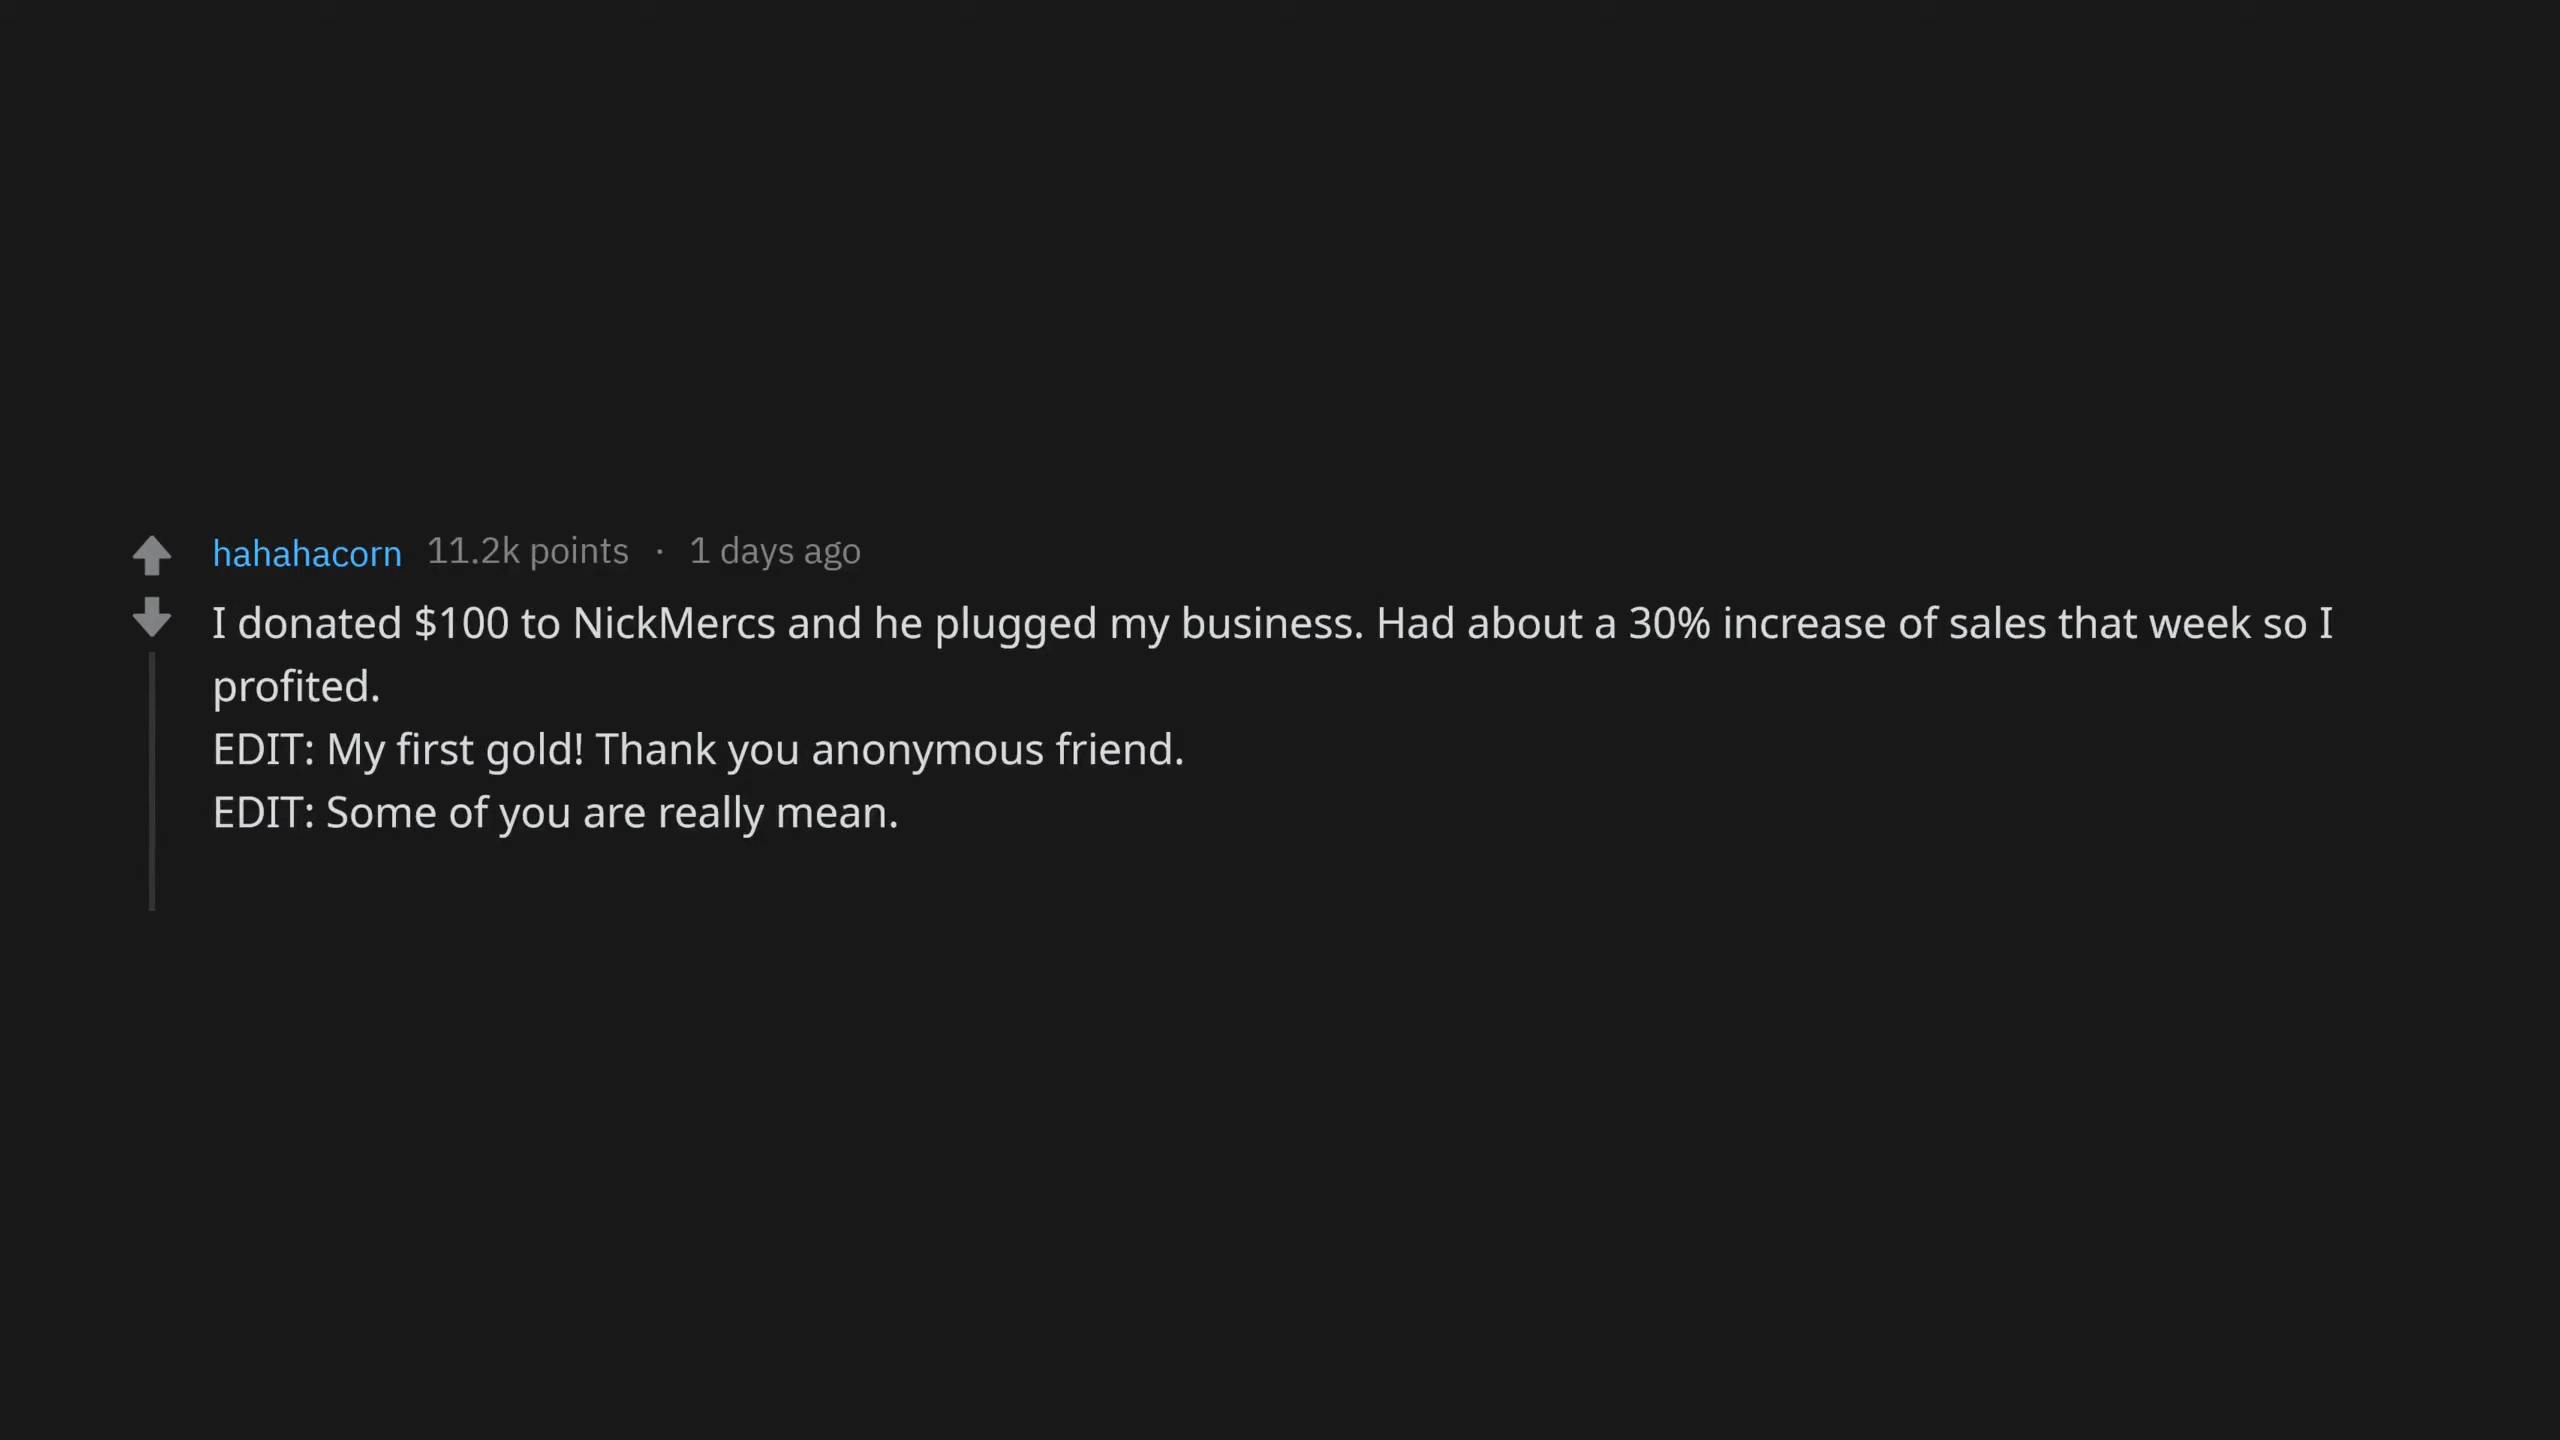 hahahacorn 11.2k points · 1 days ago
I donated $100 to NickMercs and he plugged my business. Had about a 30% increase of sales that week so I
profited.
EDIT: My first gold! Thank you anonymous friend.
EDIT: Some of you are really mean.